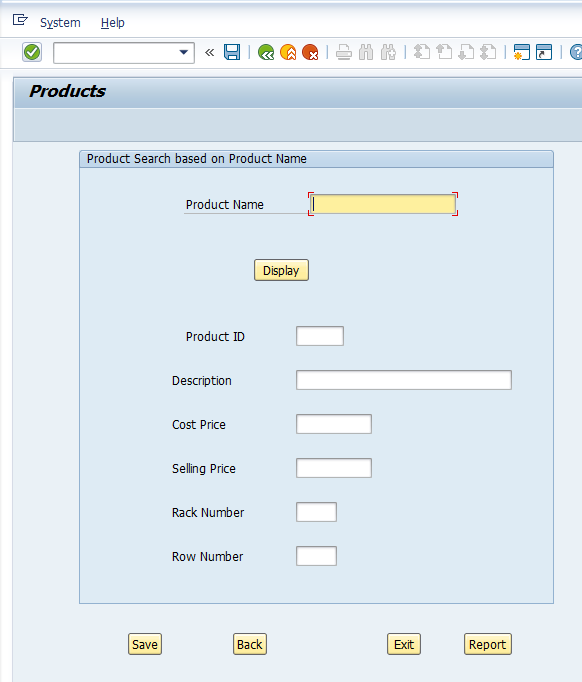 System Help
Products
Product Search based on Product Name
Product Name
Display
Product ID
Description
Cost Price
Selling Price
Rack Number
Row Number
Save Back Exit Report